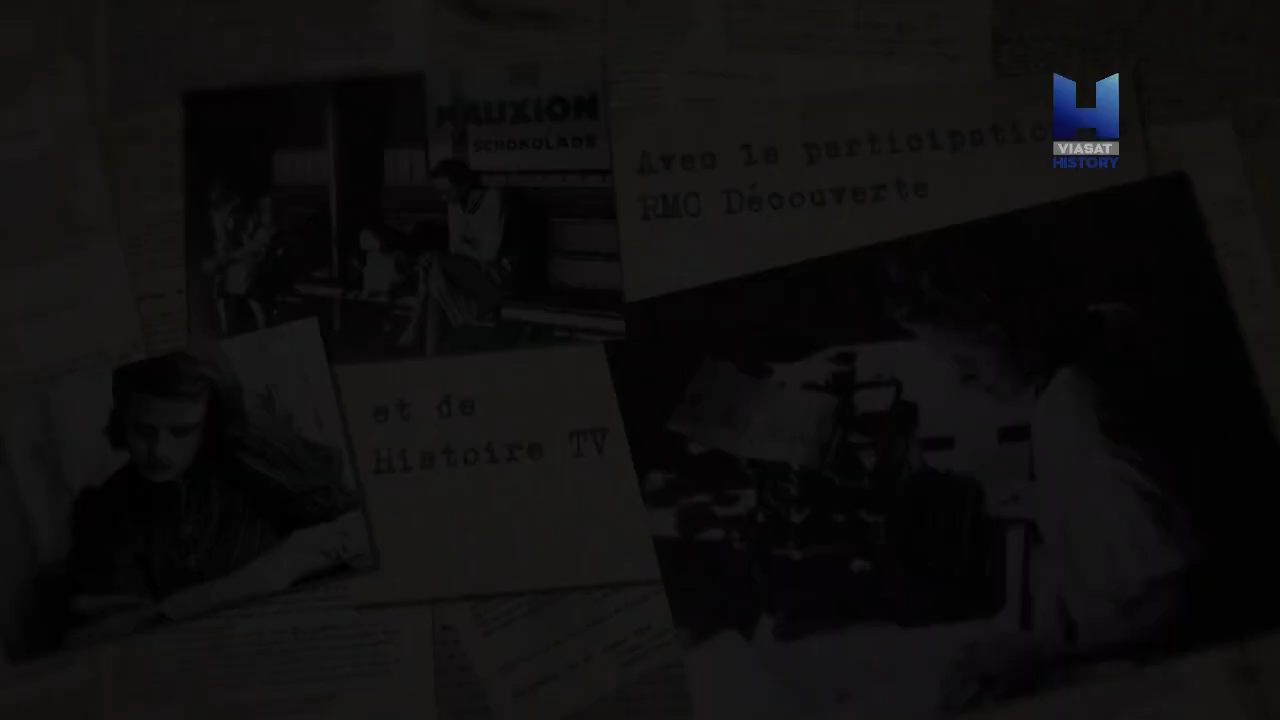 MAUXION
SCHOKOLADE
Avec la participatio
RMC Découverte
VIASAT
HISTORY
et de
Histoire TV